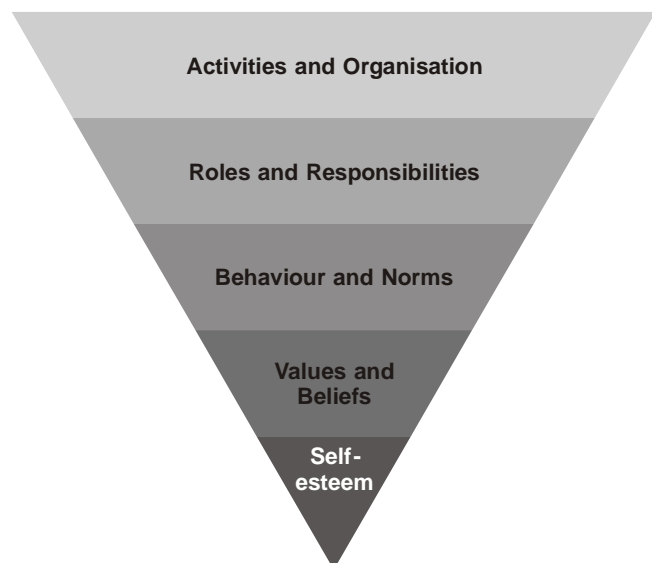 Activities and Organisation
Roles and Responsibilities
Behaviour and Norms
Values and
Beliefs
Self-
esteem